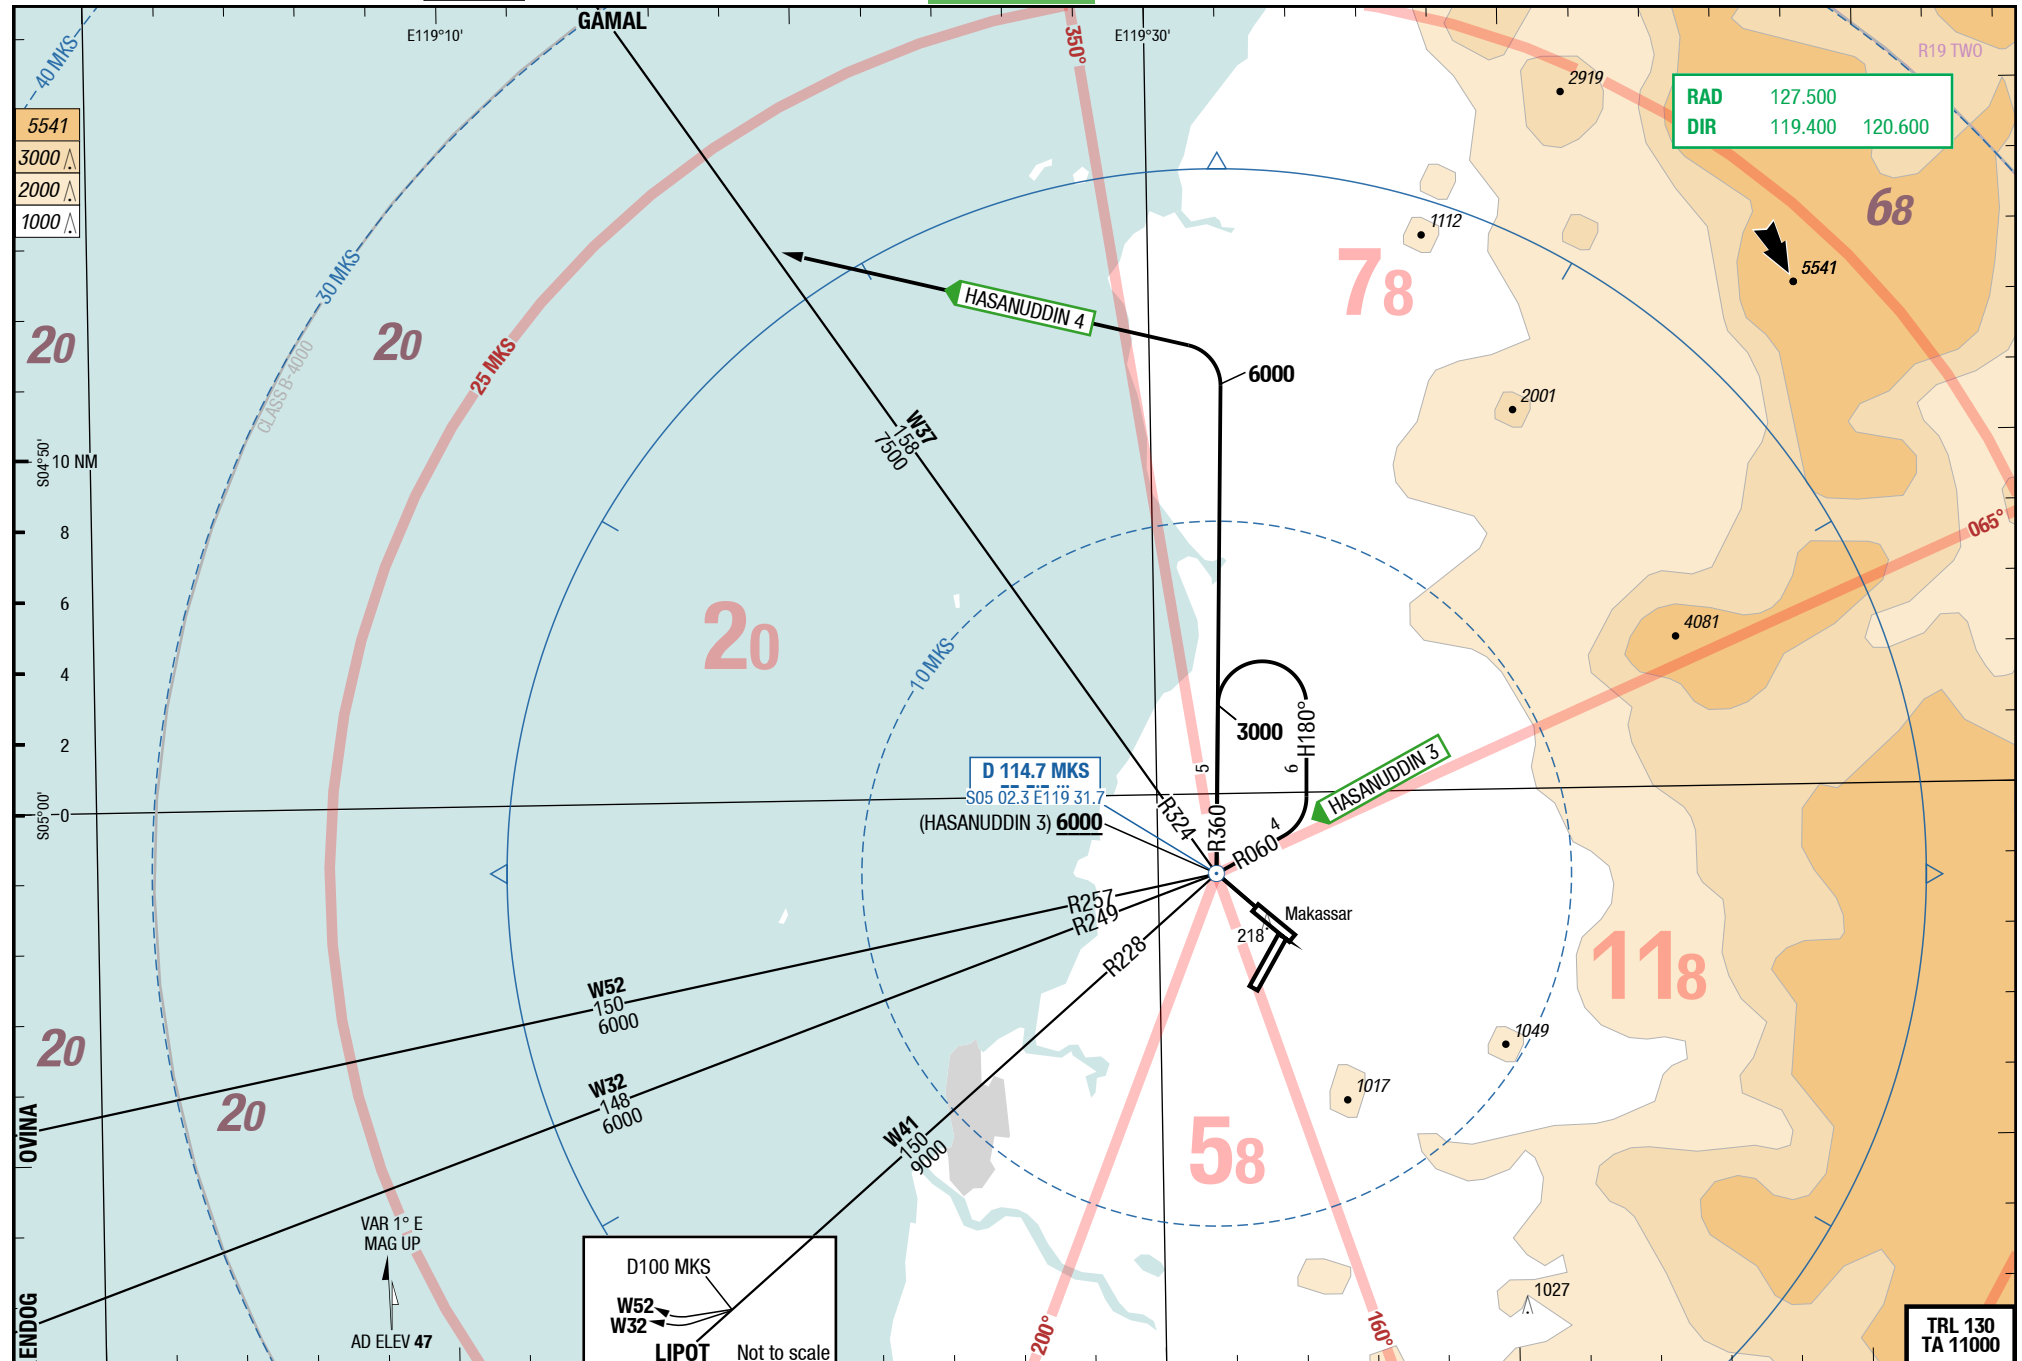 GAMAL
E119°10'
E119°30'
350°
40 MKS
R19 TWO
2919
RAD 127.500
DIR 119.400 120.600
5541
3000
2000
1000
68
1112
30 MKS
78
5541
HASANUDDIN 4
20
20
CLASS B-4000
25 MKS
6000
2001
W37
158
7500
S04°50'
10 NM
8
065°
6
20
4081
10 MKS
4
3000
H180°
2
5
6
HASANUDDIN 3
D 114.7 MKS
S05 02.3 E119 31.7
S05°00'
0
(HASANUDDIN 3) 6000
R324
R360
R060
4
R257
R249
R228
Makassar
218
118
W52
150
6000
20
1049
W32
148
6000
1017
20
W41
150
9000
58
OVINA
VAR 1° E
MAG UP
D100 MKS
W52
W32
LIPOT
Not to scale
1027
ENDOG
AD ELEV 47
200°
160°
TRL 130
TA 11000